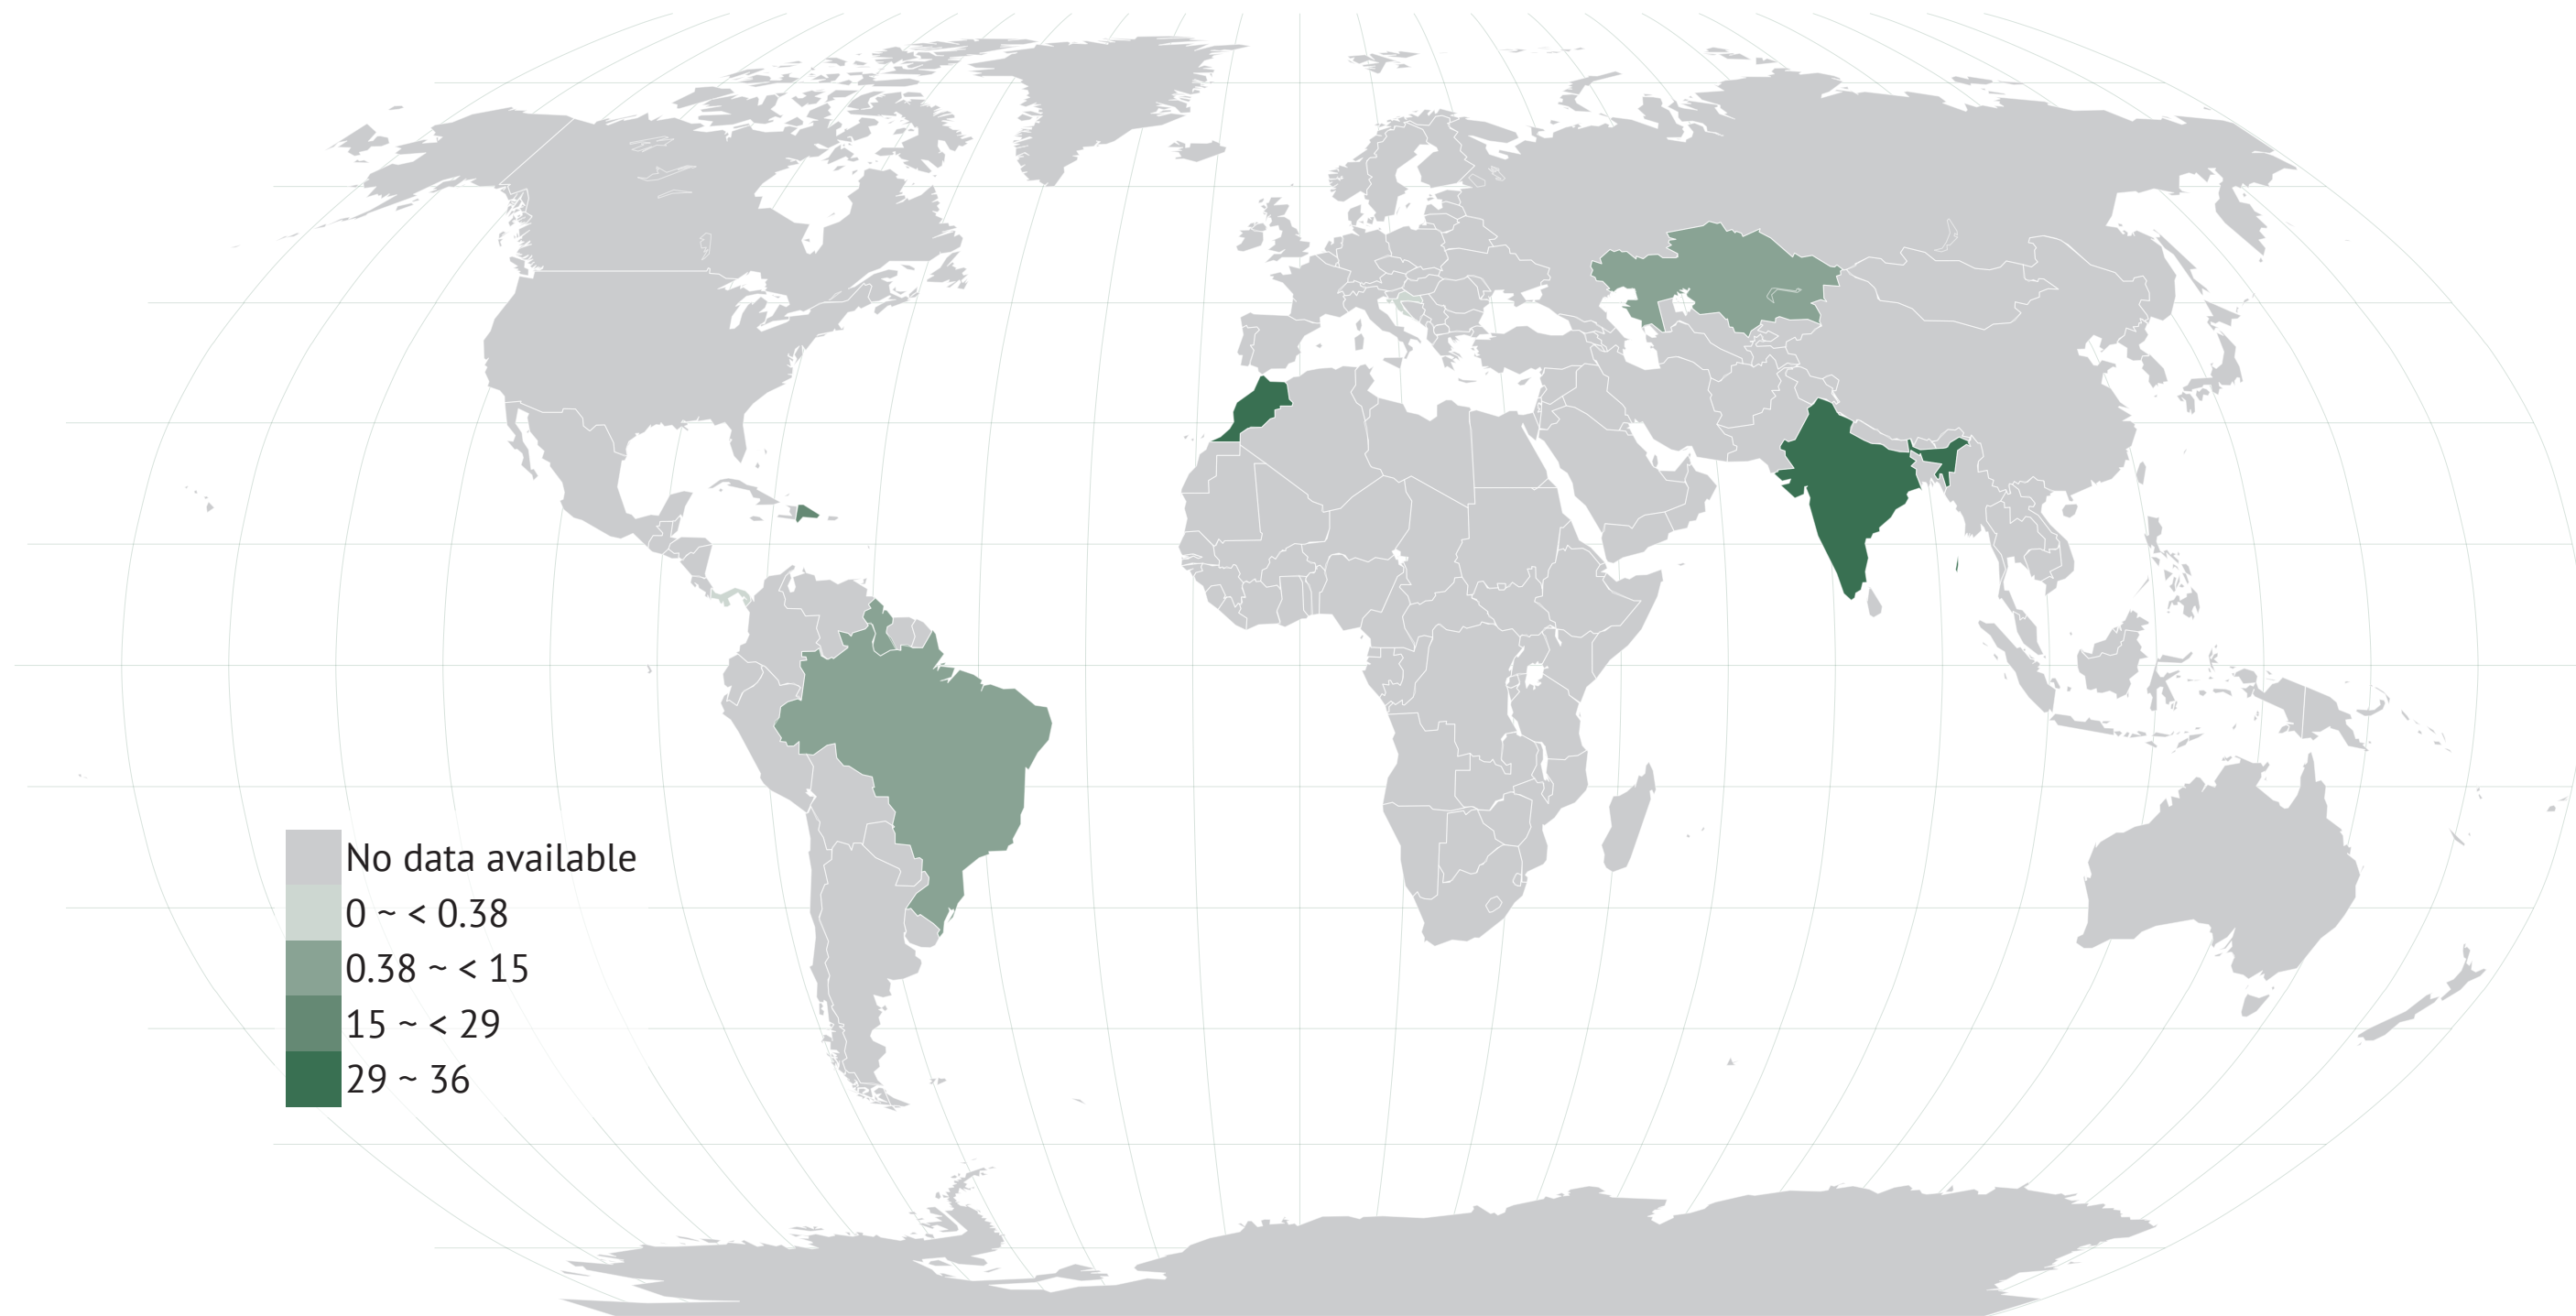 No data available
0 ~ < 0.38
0.38 ~ < 15
15 ~ < 29
29 ~ 36